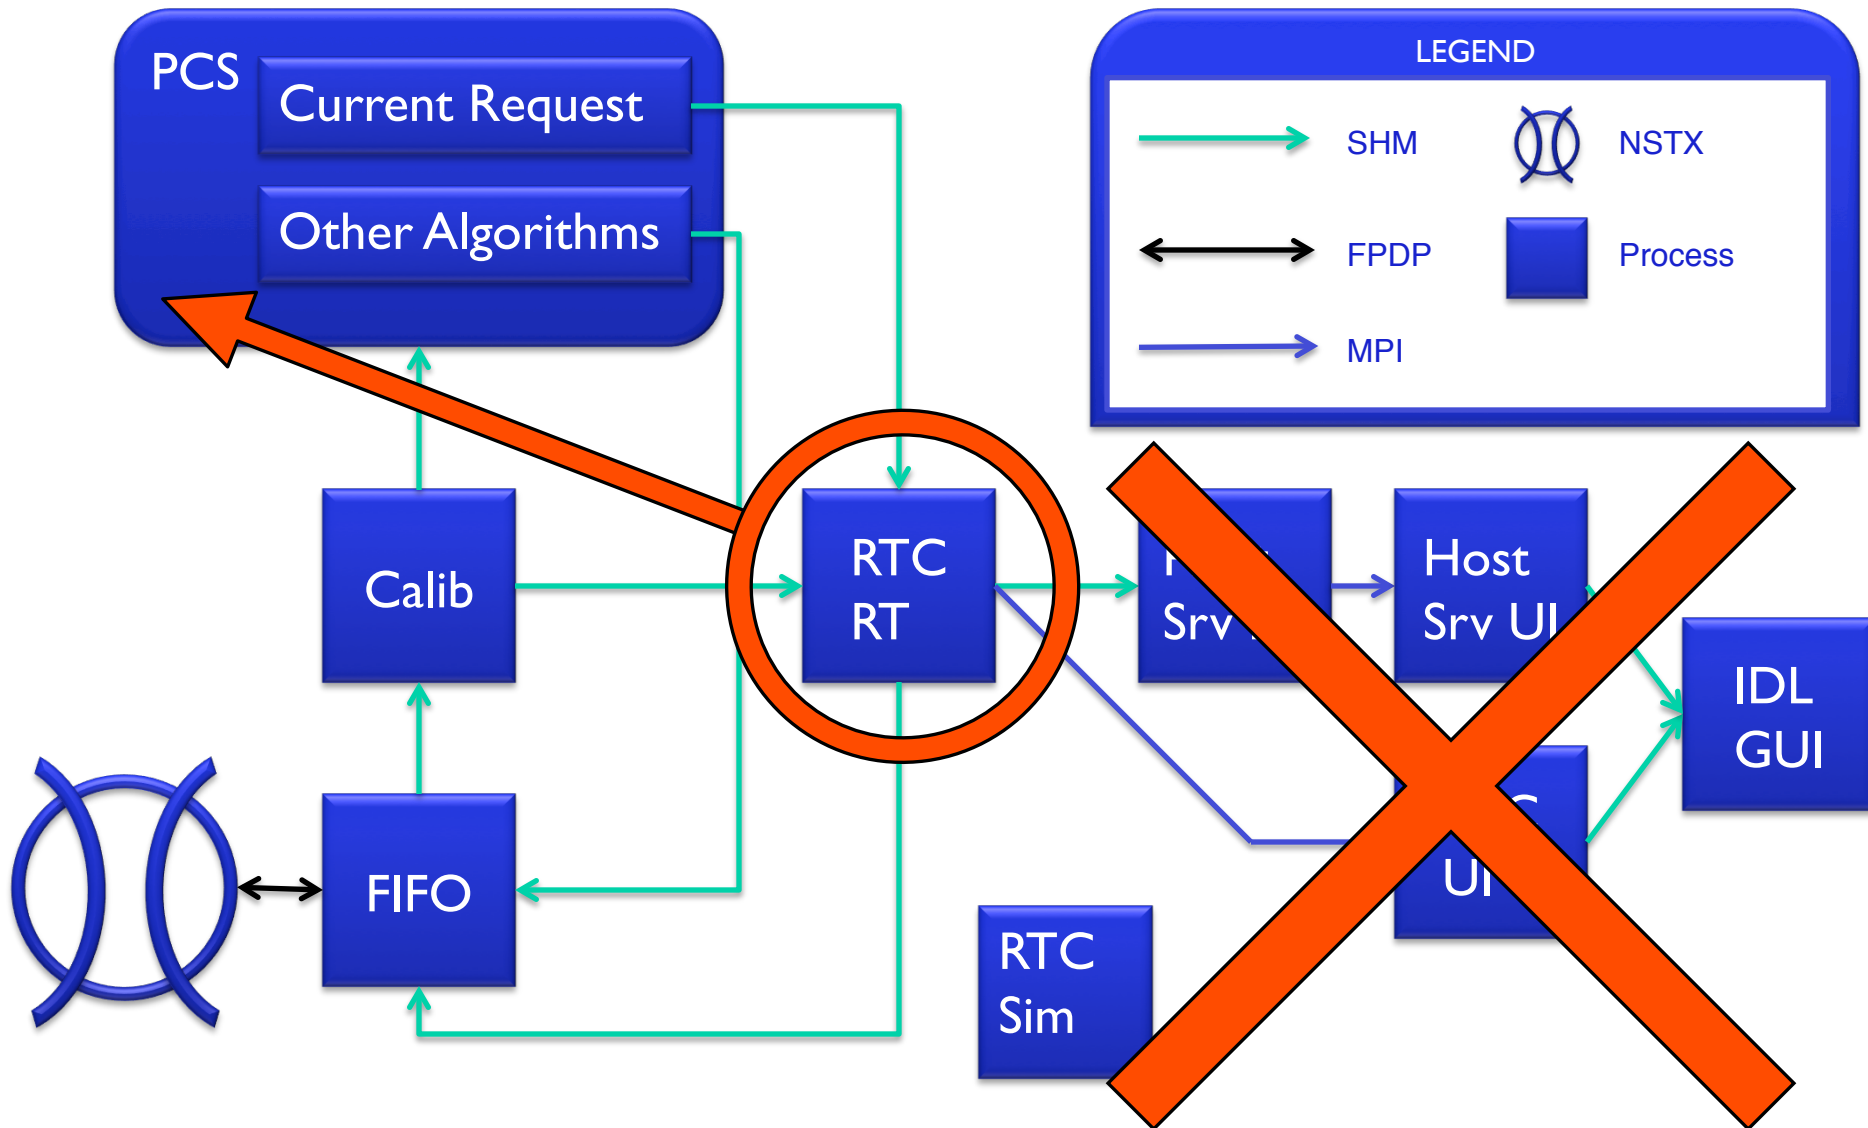 PCS
Current Request
Other Algorithms
LEGEND
SHM
NSTX
FPDP
Process
MPI
Calib
RTC
RT
Srv
Host
Srv UI
IDL
GUI
FIFO
UI
RTC
Sim